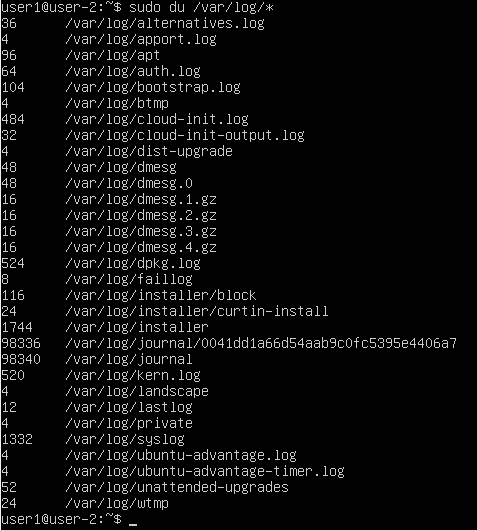 user1@user-2:~$ sudo du /var/log/*
36      /var/log/alternatives.log
4       /var/log/apport.log
96      /var/log/apt
64      /var/log/auth.log
104     /var/log/bootstrap.log
4       /var/log/btmp
484     /var/log/cloud-init.log
32      /var/log/cloud-init-output.log
4       /var/log/dist-upgrade
48      /var/log/dmesg
48      /var/log/dmesg.0
16      /var/log/dmesg.1.gz
16      /var/log/dmesg.2.gz
16      /var/log/dmesg.3.gz
16      /var/log/dmesg.4.gz
524     /var/log/dpkg.log
8       /var/log/faillog
116     /var/log/installer/block
24      /var/log/installer/curtin-install
1744    /var/log/installer
98336   /var/log/journal/0041dd1a66d54aab9c0fc5395e4406a7
98340   /var/log/journal
520     /var/log/kern.log
4       /var/log/landscape
12      /var/log/lastlog
4       /var/log/private
1332    /var/log/syslog
4       /var/log/ubuntu-advantage.log
4       /var/log/ubuntu-advantage-timer.log
52      /var/log/unattended-upgrades
24      /var/log/wtmp
user1@user-2:~$ _